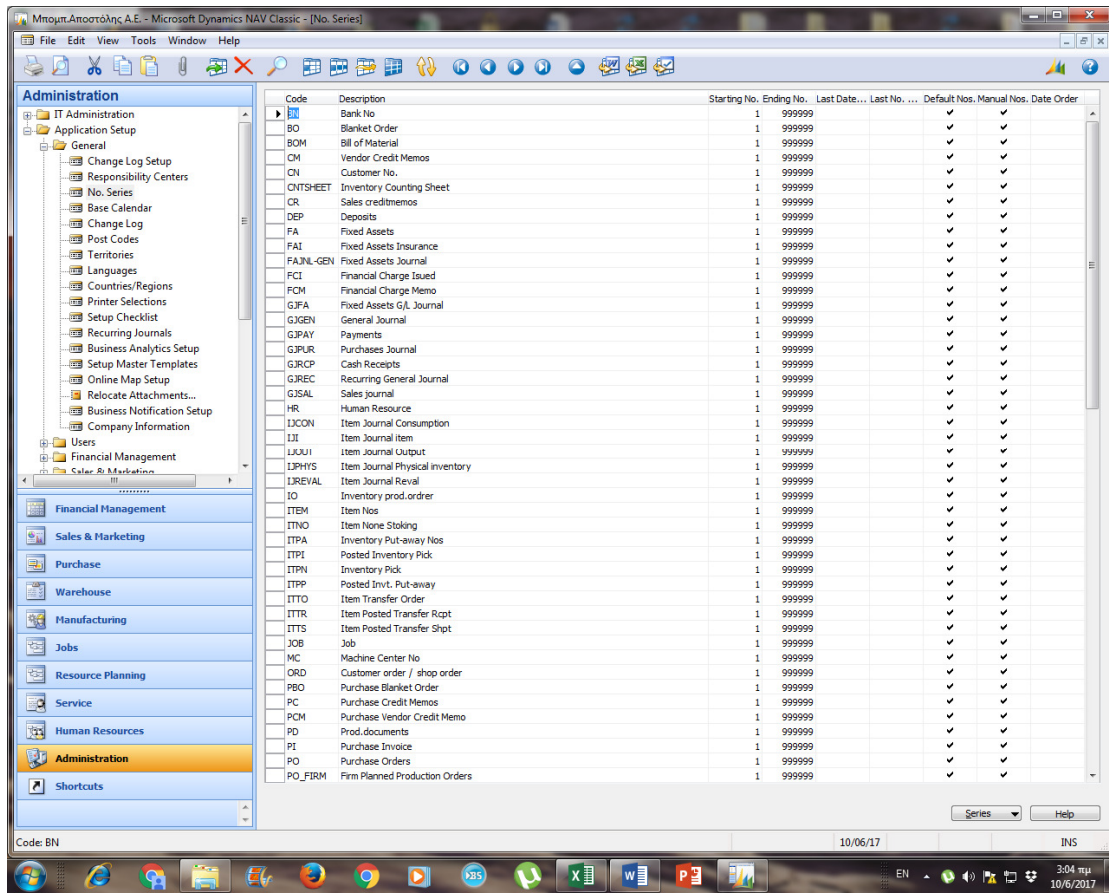 Μπομπ.Αποστόλης Α.Ε. - Microsoft Dynamics NAV Classic - [No. Series]
File Edit View Tools Window Help
Administration
IT Administration
Application Setup
General
Change Log Setup
Responsibility Centers
No. Series
Base Calendar
Change Log
Post Codes
Territories
Languages
Countries/Regions
Printer Selections
Setup Checklist
Recurring Journals
Business Analytics Setup
Setup Master Templates
Online Map Setup
Relocate Attachments...
Business Notification Setup
Company Information
Users
Financial Management
Sales & Marketing
Financial Management
Sales & Marketing
Purchase
Warehouse
Manufacturing
Jobs
Resource Planning
Service
Human Resources
Administration
Shortcuts
Code Description Starting No. Ending No. Last Date... Last No. ... Default Nos. Manual Nos. Date Order
BN Bank No 1 999999
BO Blanket Order 1 999999
BOM Bill of Material 1 999999
CM Vendor Credit Memos 1 999999
CN Customer No. 1 999999
CNTSHEET Inventory Counting Sheet 1 999999
CR Sales creditmemos 1 999999
DEP Deposits 1 999999
FA Fixed Assets 1 999999
FAI Fixed Assets Insurance 1 999999
FAJNL-GEN Fixed Assets Journal 1 999999
FCI Financial Charge Isued 1 999999
FCM Financial Charge Memo 1 999999
GJFA Fixed Assets G/L Journal 1 999999
GJGEN General Journal 1 999999
GJPAY Payments 1 999999
GJPUR Purchases Journal 1 999999
GJRCP Cash Receipts 1 999999
GJREC Recurring General Journal 1 999999
GJSAL Sales journal 1 999999
HR Human Resource 1 999999
IJCON Item Journal Consumption 1 999999
IJI Item Journal item 1 999999
IJOUT Item Journal Output 1 999999
IJPHYS Item Journal Physical inventory 1 999999
IJREVAL Item Journal Reval 1 999999
IO Inventory prod.ordrer 1 999999
ITEM Item Nos 1 999999
ITNO Item None Stoking 1 999999
ITPA Inventory Put-away Nos 1 999999
ITPI Posted Inventory Pick 1 999999
ITPN Inventory Pick 1 999999
ITPP Posted Invt. Put-away 1 999999
ITTO Item Transfer Order 1 999999
ITTR Item Posted Transfer Rcpt 1 999999
ITTS Item Posted Transfer Shpt 1 999999
JOB Job 1 999999
MC Machine Center No 1 999999
ORD Customer order / shop order 1 999999
PBO Purchase Blanket Order 1 999999
PC Purchase Credit Memos 1 999999
PCM Purchase Vendor Credit Memo 1 999999
PD Prod.documents 1 999999
PI Purchase Invoice 1 999999
PO Purchase Orders 1 999999
PO_FIRM Firm Planned Production Orders 1 999999
Series Help
Code: BN 10/06/17 INS
EN 3:04 πμ
10/6/2017